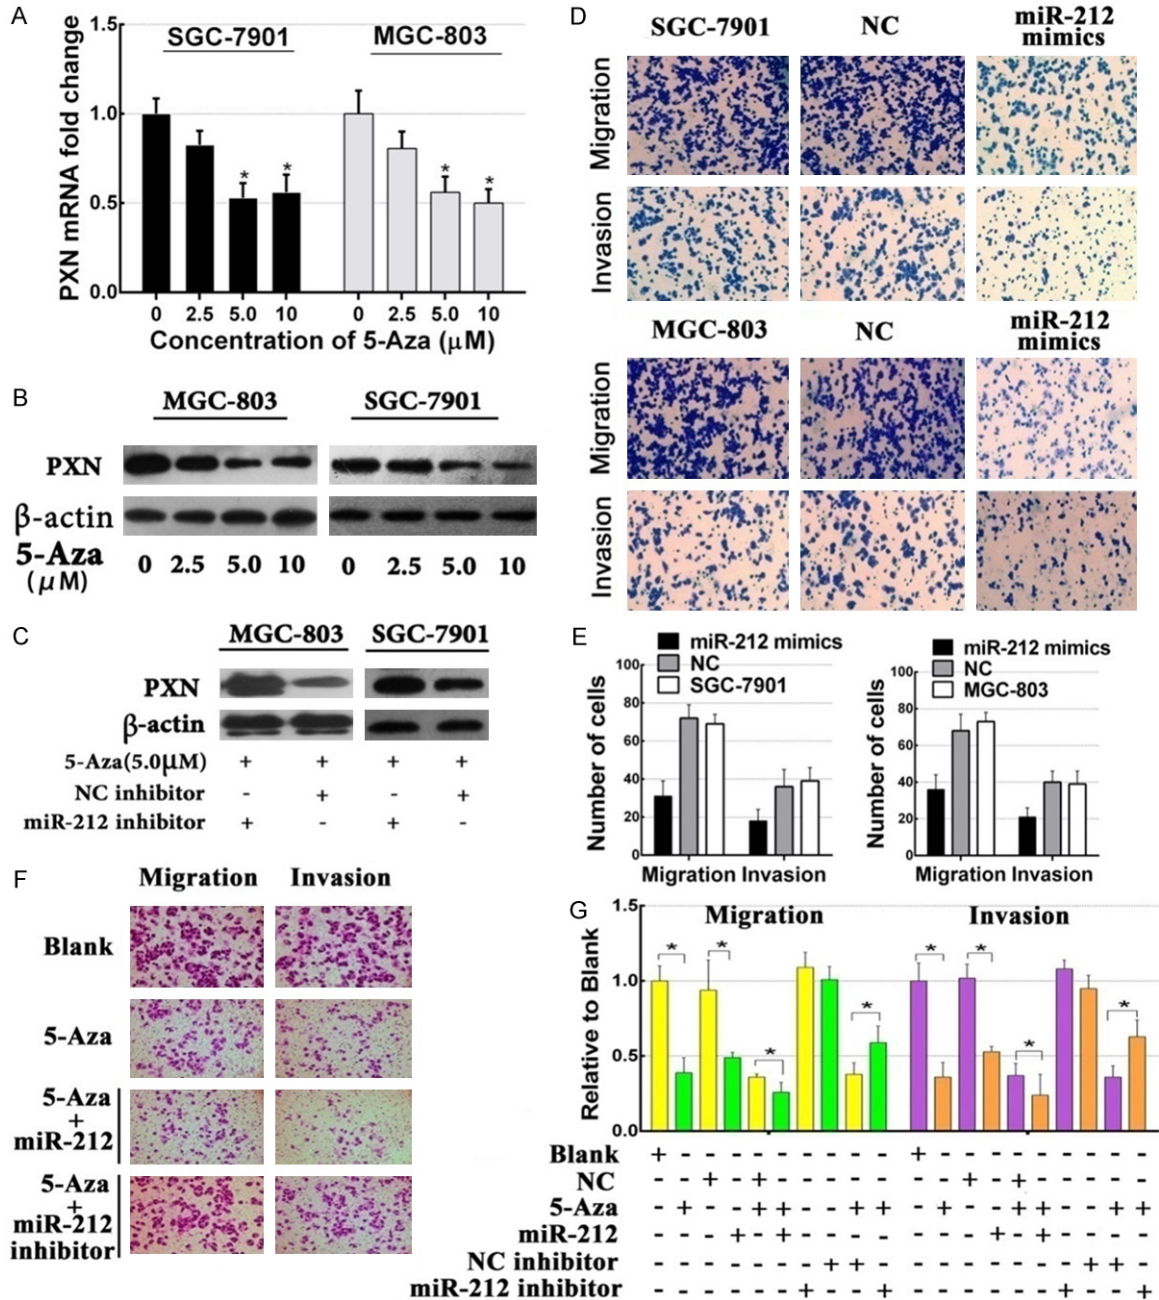 A
1.5
SGC-7901
MGC-803
PXN mRNA fold change
1.0
0.5
0.0
* * * *
0 2.5 5.0 10 0 2.5 5.0 10
Concentration of 5-Aza (μM)
B
MGC-803 SGC-7901
PXN
β-actin
5-Aza
(μM)
0 2.5 5.0 10 0 2.5 5.0 10
C
MGC-803 SGC-7901
PXN
β-actin
5-Aza(5.0μM) + + + +
NC inhibitor - + - +
miR-212 inhibitor + - + -
D
SGC-7901 NC miR-212
mimics
Migration
Invasion
MGC-803 NC miR-212
mimics
Migration
Invasion
E
miR-212 mimics
NC
SGC-7901
Number of cells
100
80
60
40
20
0
Migration Invasion
miR-212 mimics
NC
MGC-803
Number of cells
100
80
60
40
20
0
Migration Invasion
F
Migration Invasion
Blank
5-Aza
5-Aza
+
miR-212
5-Aza
+
miR-212
inhibitor
G
Migration Invasion
Relative to Blank
1.5
1.0
0.5
0.0
* * * * * * * *
Blank + - - - - - - - - - + - - - - - - - - -
NC - - + - + - - - - - - - + - + - - - - -
5-Aza - + - - + + - - + + - + - - + + - - + +
miR-212 - - - + - + - - - - - - - + - + - - - -
NC inhibitor - - - - - - - + + - - - - - - - - + + -
miR-212 inhibitor - - - - - - + - - + - - - - - - + - - +